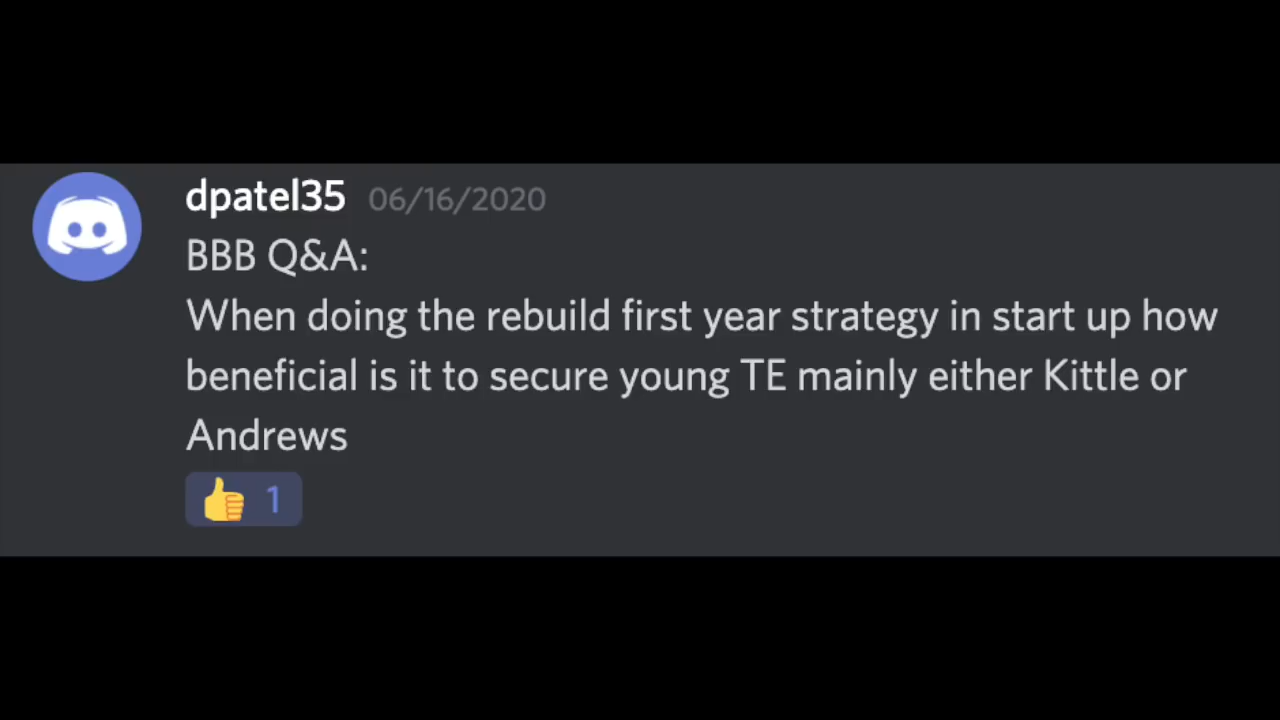 dpatel35 06/16/2020
BBB Q&A:
When doing the rebuild first year strategy in start up how
beneficial is it to secure young TE mainly either Kittle or
Andrews
👍 1